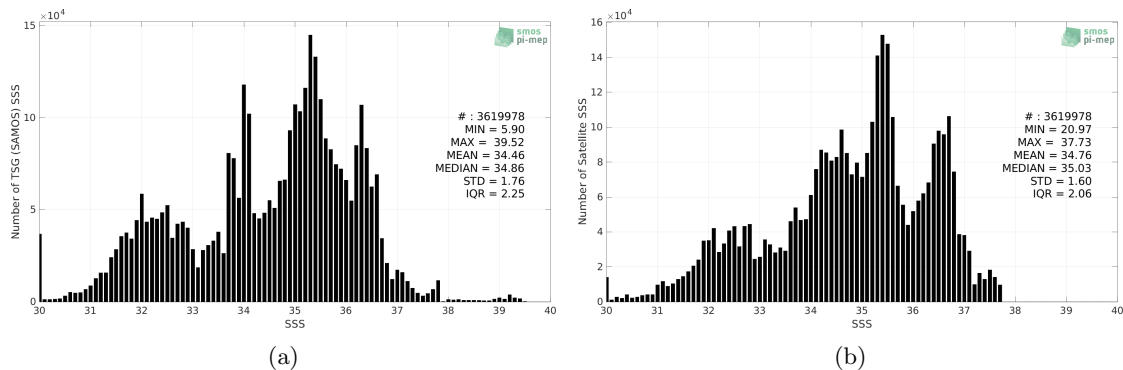 ×10⁴
15
10
5
0
30 31 32 33 34 35 36 37 38 39 40
SSS
Number of TSG (SAMOS) SSS
smos
pi-mep
# : 3619978
MIN = 5.90
MAX = 39.52
MEAN = 34.46
MEDIAN = 34.86
STD = 1.76
IQR = 2.25
(a)
×10⁴
16
14
12
10
8
6
4
2
0
30 31 32 33 34 35 36 37 38 39 40
SSS
Number of Satellite SSS
smos
pi-mep
# : 3619978
MIN = 20.97
MAX = 37.73
MEAN = 34.76
MEDIAN = 35.03
STD = 1.60
IQR = 2.06
(b)